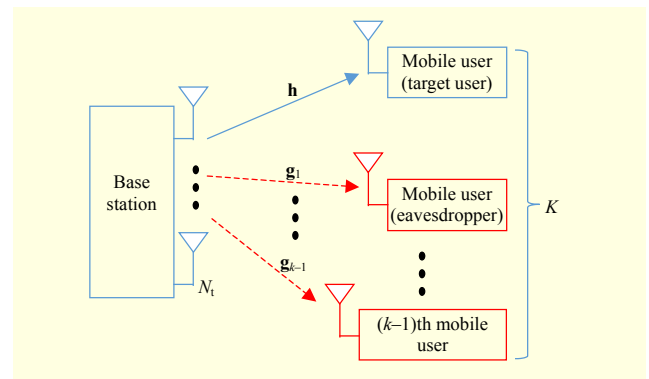 Mobile user
(target user)
h
Base
station
g1
Mobile user
(eavesdropper)
K
gk–1
Nt
(k–1)th mobile
user